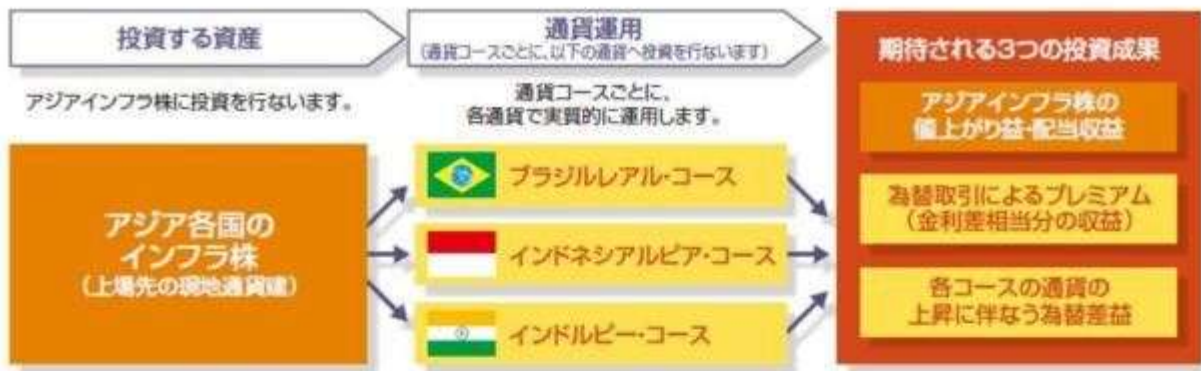 投資する資産
アジアインフラ株に投資を行ないます。
アジア各国の
インフラ株
(上場先の現地通貨建)
通貨運用
(通貨コースごとに、以下の通貨へ投資を行ないます)
通貨コースごとに、
各通貨で実質的に運用します。
ブラジルレアル・コース
インドネシアルピア・コース
インドルピー・コース
期待される3つの投資成果
アジアインフラ株の
値上がり益・配当収益
為替取引によるプレミアム
(金利差相当分の収益)
各コースの通貨の
上昇に伴なう為替差益